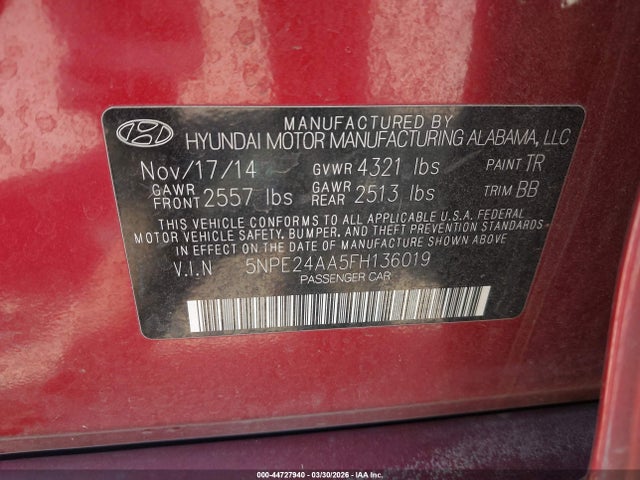 MANUFACTURED BY
HYUNDAI MOTOR MANUFACTURING ALABAMA, LLC
Nov/17/14 GVWR 4321 lbs PAINT TR
GAWR FRONT 2557 lbs GAWR REAR 2513 lbs TRIM BB
THIS VEHICLE CONFORMS TO ALL APPLICABLE U.S.A. FEDERAL
MOTOR VEHICLE SAFETY, BUMPER, AND THEFT PREVENTION STANDARDS
IN EFFECT ON THE DATE OF MANUFACTURE SHOWN ABOVE.
V.I.N 5NPE24AA5FH136019
PASSENGER CAR
000-44727940 - 03/30/2026 - IAAI.COM